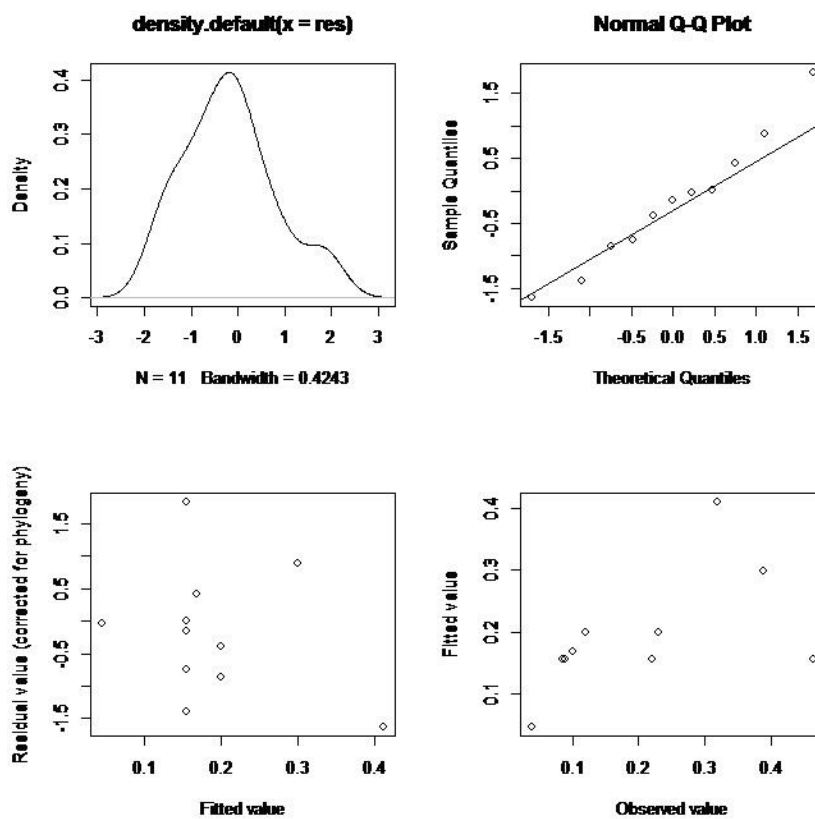 density.default(x = res)
Density
0.0 0.1 0.2 0.3 0.4
-3 -2 -1 0 1 2 3
N = 11 Bandwidth = 0.4243
Normal Q-Q Plot
Sample Quantiles
-1.5 -0.5 0.5 1.5
-1.5 -0.5 0.0 0.5 1.0 1.5
Theoretical Quantiles
Residual value (corrected for phylogeny)
-1.5 -0.5 0.5 1.5
0.1 0.2 0.3 0.4
Fitted value
Fitted value
0.1 0.2 0.3 0.4
0.1 0.2 0.3 0.4
Observed value